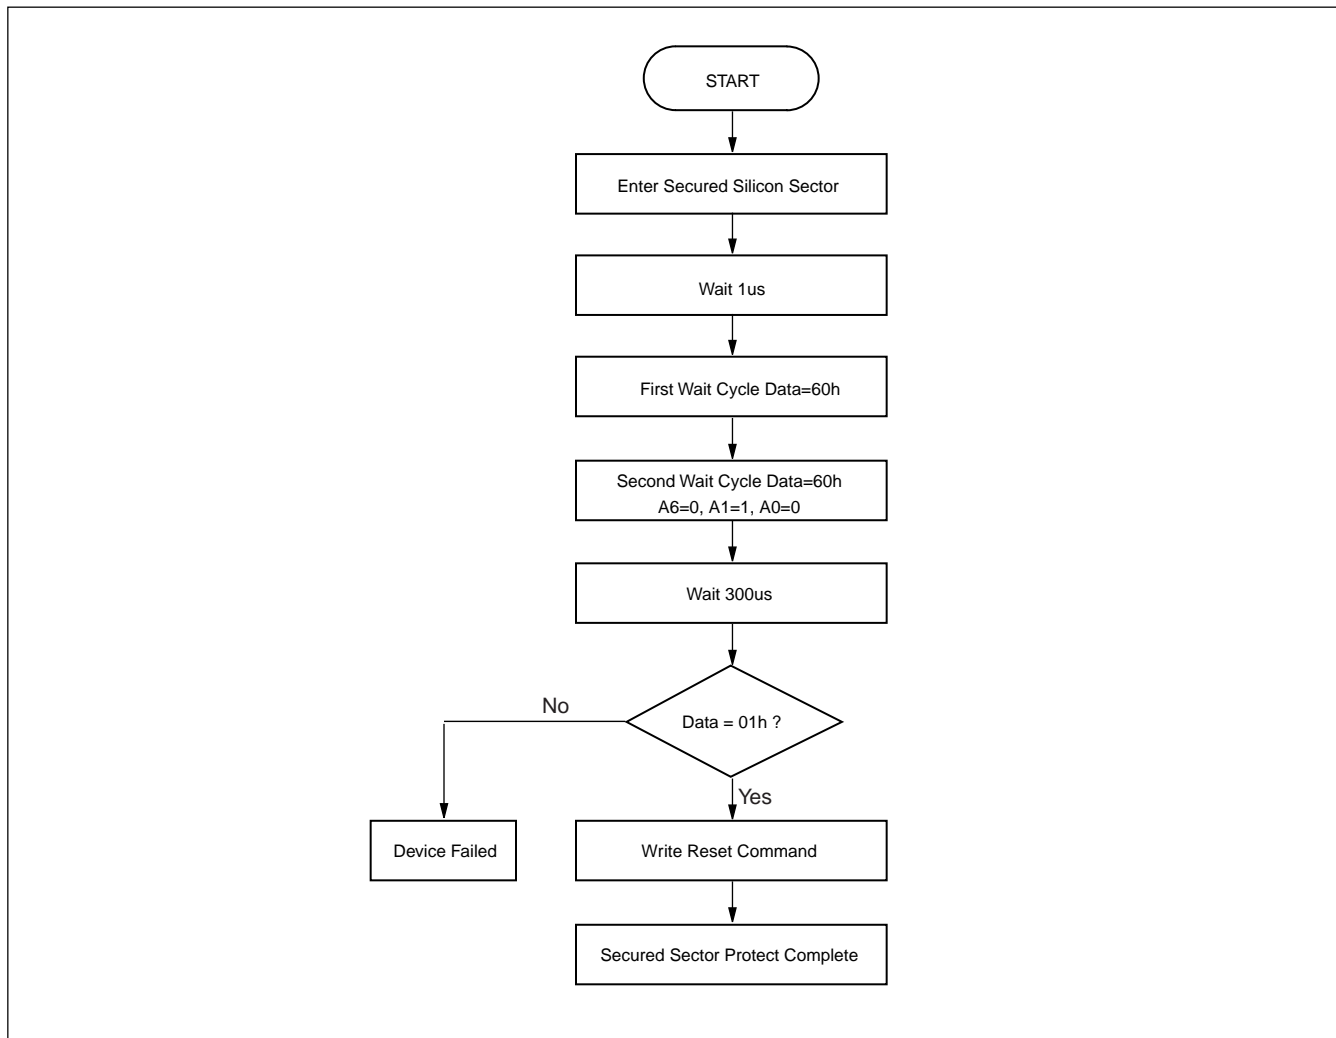 START
Enter Secured Silicon Sector
Wait 1us
First Wait Cycle Data=60h
Second Wait Cycle Data=60h
A6=0, A1=1, A0=0
Wait 300us
No
Data = 01h ?
Yes
Device Failed
Write Reset Command
Secured Sector Protect Complete